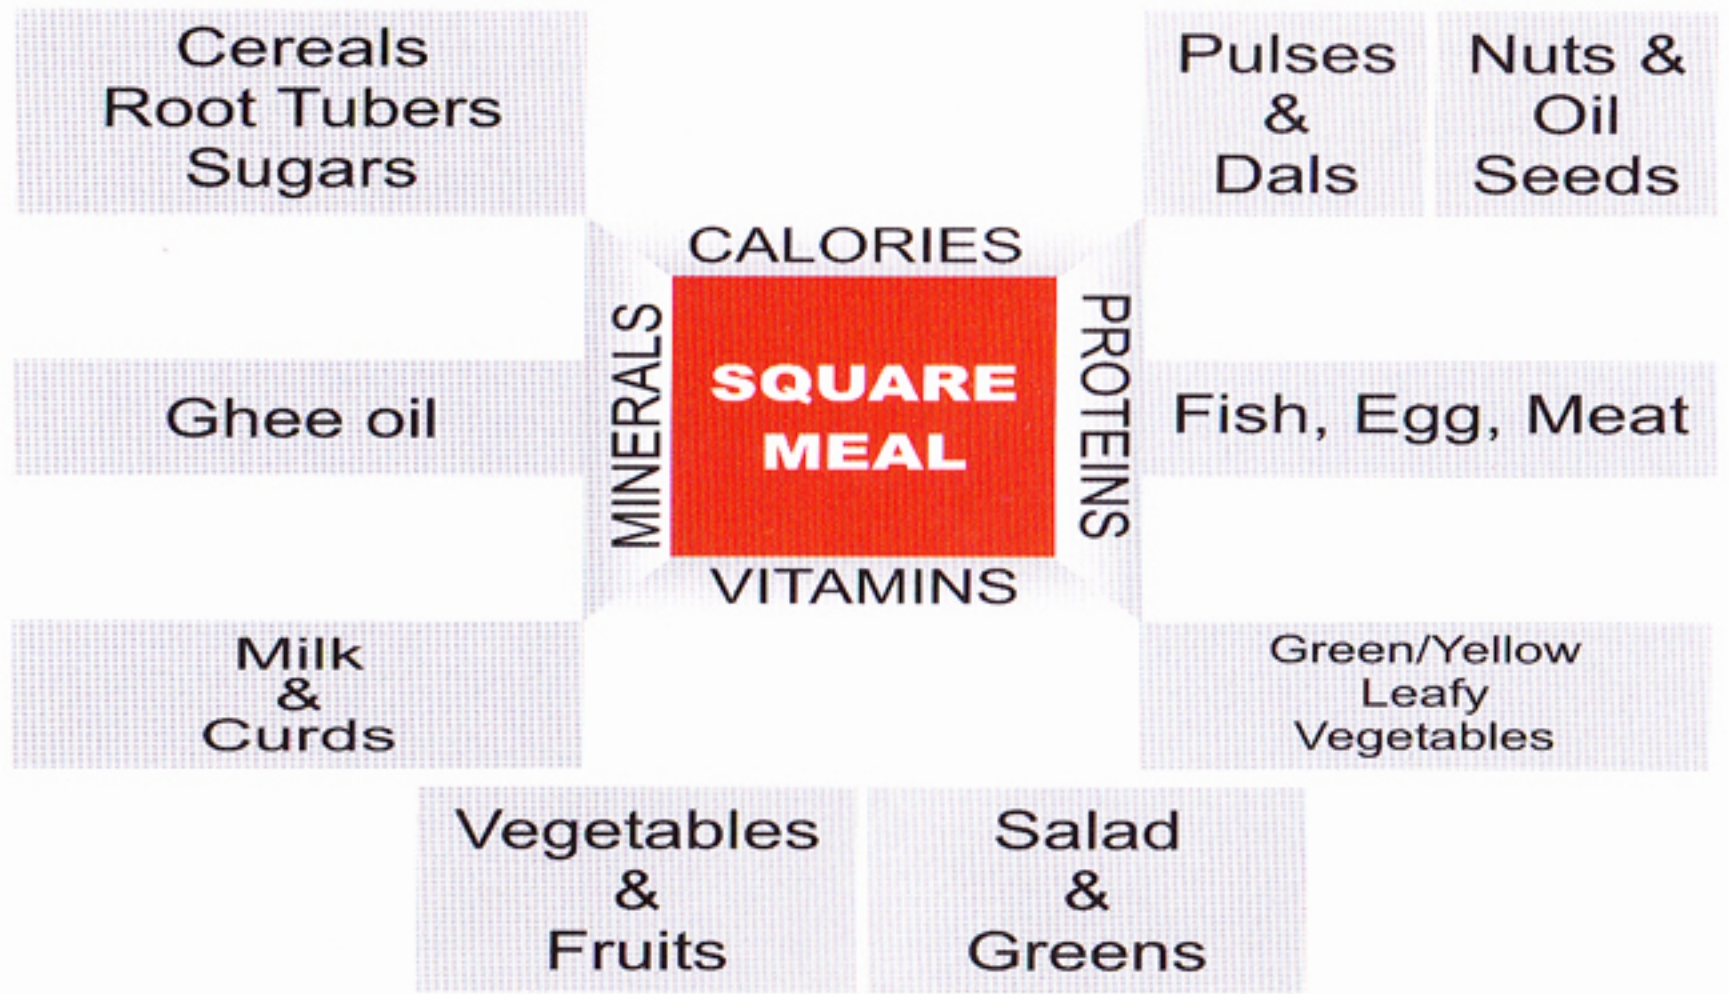 Cereals
Root Tubers
Sugars
Pulses
&
Dals
Nuts &
Oil
Seeds
CALORIES
MINERALS
SQUARE
MEAL
PROTEINS
VITAMINS
Ghee oil
Fish, Egg, Meat
Milk
&
Curds
Green/Yellow
Leafy
Vegetables
Vegetables
&
Fruits
Salad
&
Greens